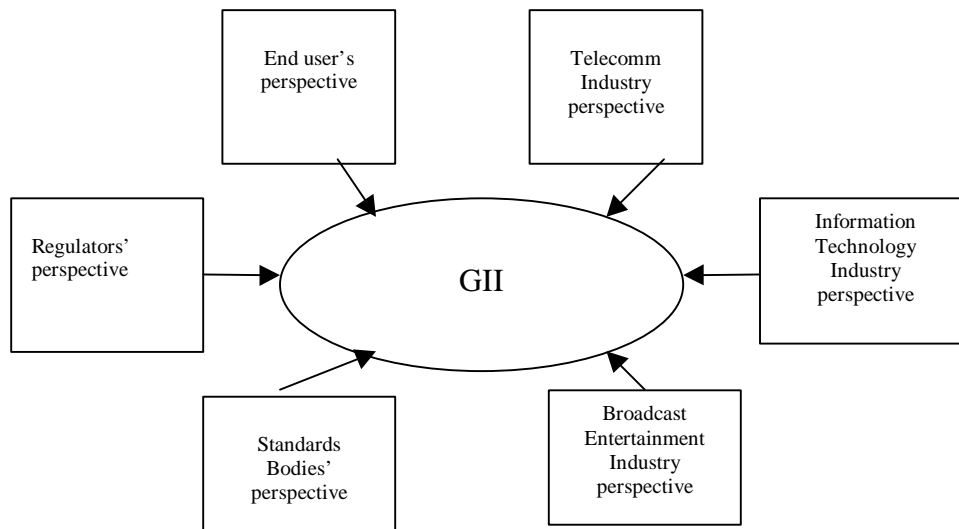 End user’s
perspective
Telecomm
Industry
perspective
Regulators’
perspective
GII
Information
Technology
Industry
perspective
Standards
Bodies’
perspective
Broadcast
Entertainment
Industry
perspective